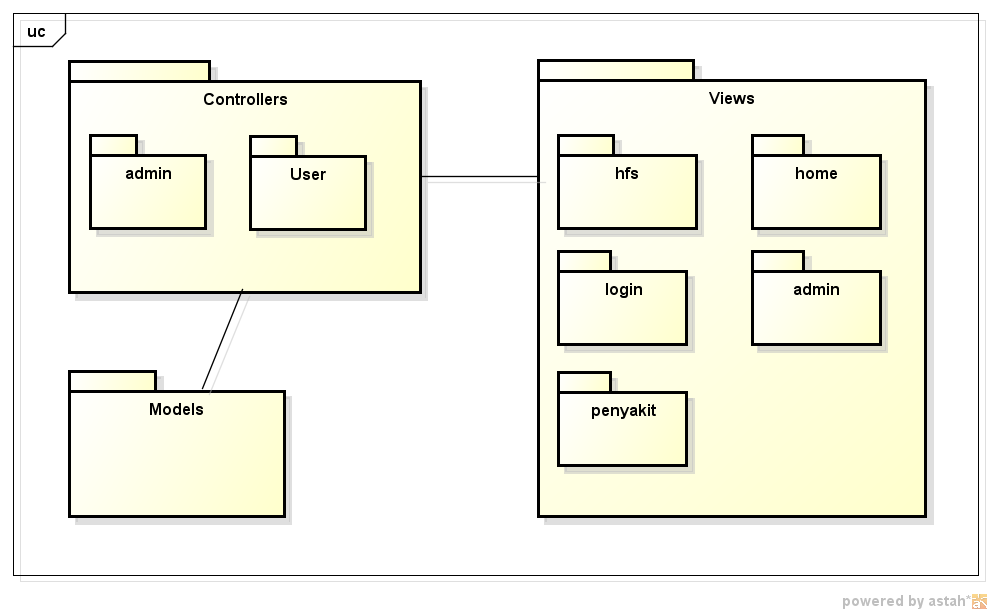 uc
Controllers
admin
User
Views
hfs
home
login
admin
penyakit
Models
powered by astah*